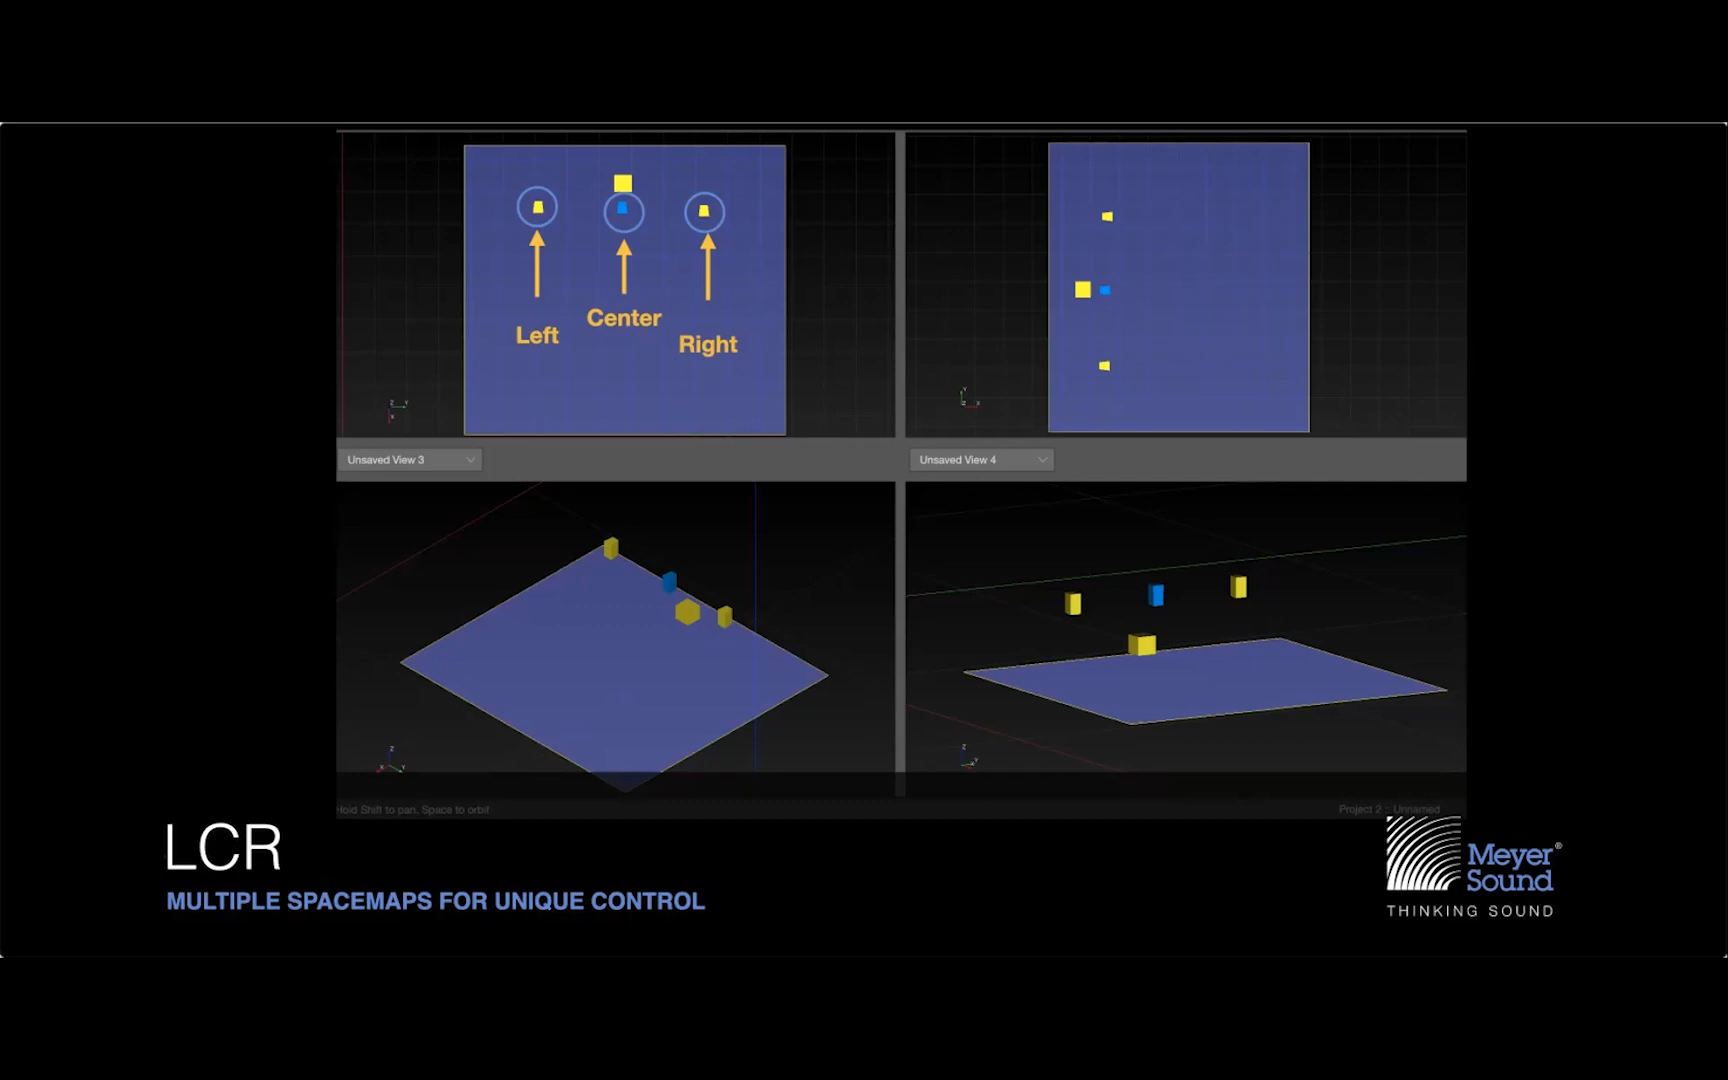 Left
Center
Right
Z
Y
X
Y
Z
X
Unsaved View 3
Unsaved View 4
Z
X
Y
Z
X
Y
Hold Shift to pan, Space to orbit
Project 2 :: Unnamed
LCR
MULTIPLE SPACEMAPS FOR UNIQUE CONTROL
Meyer®
Sound
THINKING SOUND